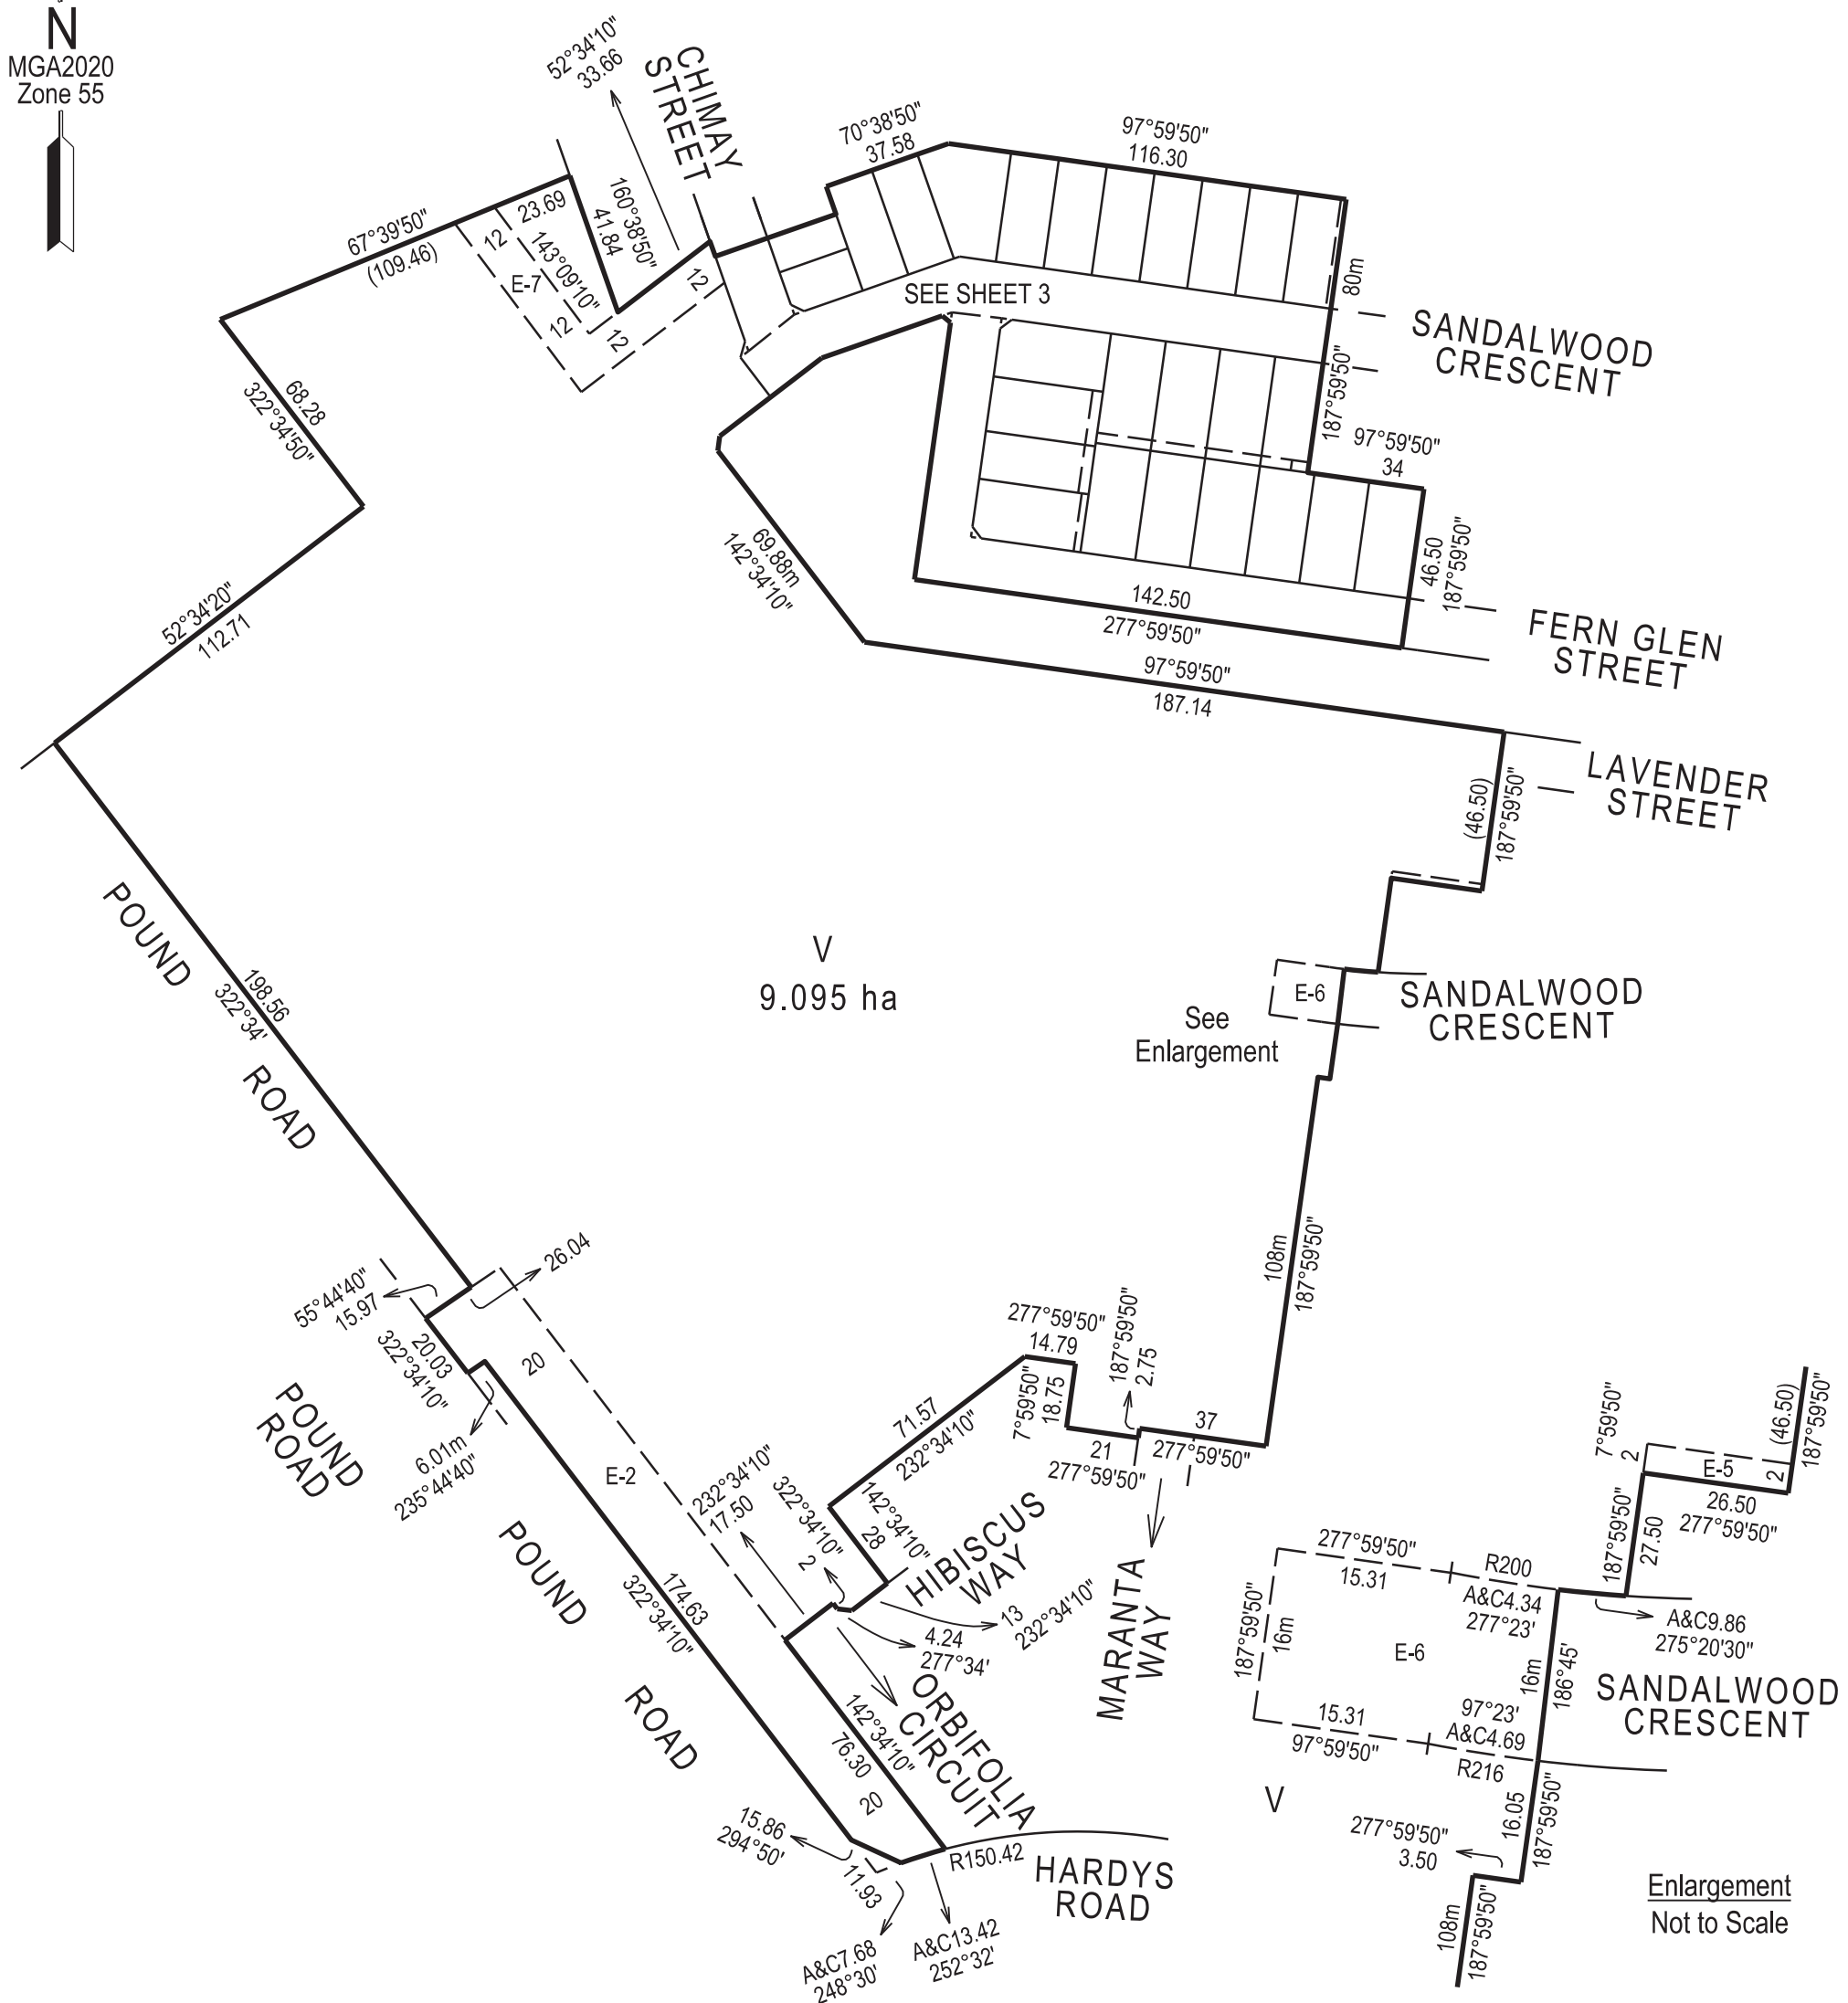 N
MGA2020
Zone 55
52°34'10"
33.66
CHIMAY
STREET
70°38'50"
37.58
97°59'50"
116.30
67°39'50"
(109.46)
23.69
12
143°09'10"
E-7
12
12
160°38'50"
41.84
12
SEE SHEET 3
80m
187°59'50"
SANDALWOOD
CRESCENT
97°59'50"
34
68.28
322°34'50"
46.50
187°59'50"
69.88m
142°34'10"
142.50
277°59'50"
FERN GLEN
STREET
52°34'20"
112.71
97°59'50"
187.14
LAVENDER
STREET
(46.50)
187°59'50"
POUND
ROAD
198.56
322°34'
V
9.095 ha
E-6
See
Enlargement
SANDALWOOD
CRESCENT
108m
187°59'50"
26.04
55°44'40"
15.97
20.03
322°34'10"
POUND
ROAD
20
6.01m
235°44'40"
E-2
POUND
ROAD
174.63
322°34'10"
277°59'50"
14.79
187°59'50"
2.75
7°59'50"
18.75
37
277°59'50"
21
277°59'50"
71.57
232°34'10"
142°34'10"
28
232°34'10"
17.50
322°34'10"
2
HIBISCUS
WAY
13
232°34'10"
4.24
277°34'
MARANTA
WAY
ORBIFOLIA
CIRCUIT
142°34'10"
76.30
20
15.86
294°50'
11.93
A&C7.68
248°30'
A&C13.42
252°32'
R150.42
HARDYS
ROAD
7°59'50"
2
E-5
2
(46.50)
187°59'50"
26.50
277°59'50"
187°59'50"
27.50
277°59'50"
15.31
R200
A&C4.34
277°23'
A&C9.86
275°20'30"
187°59'50"
16m
E-6
16m
186°45'
SANDALWOOD
CRESCENT
15.31
97°59'50"
97°23'
A&C4.69
R216
V
16.05
187°59'50"
277°59'50"
3.50
108m
187°59'50"
Enlargement
Not to Scale